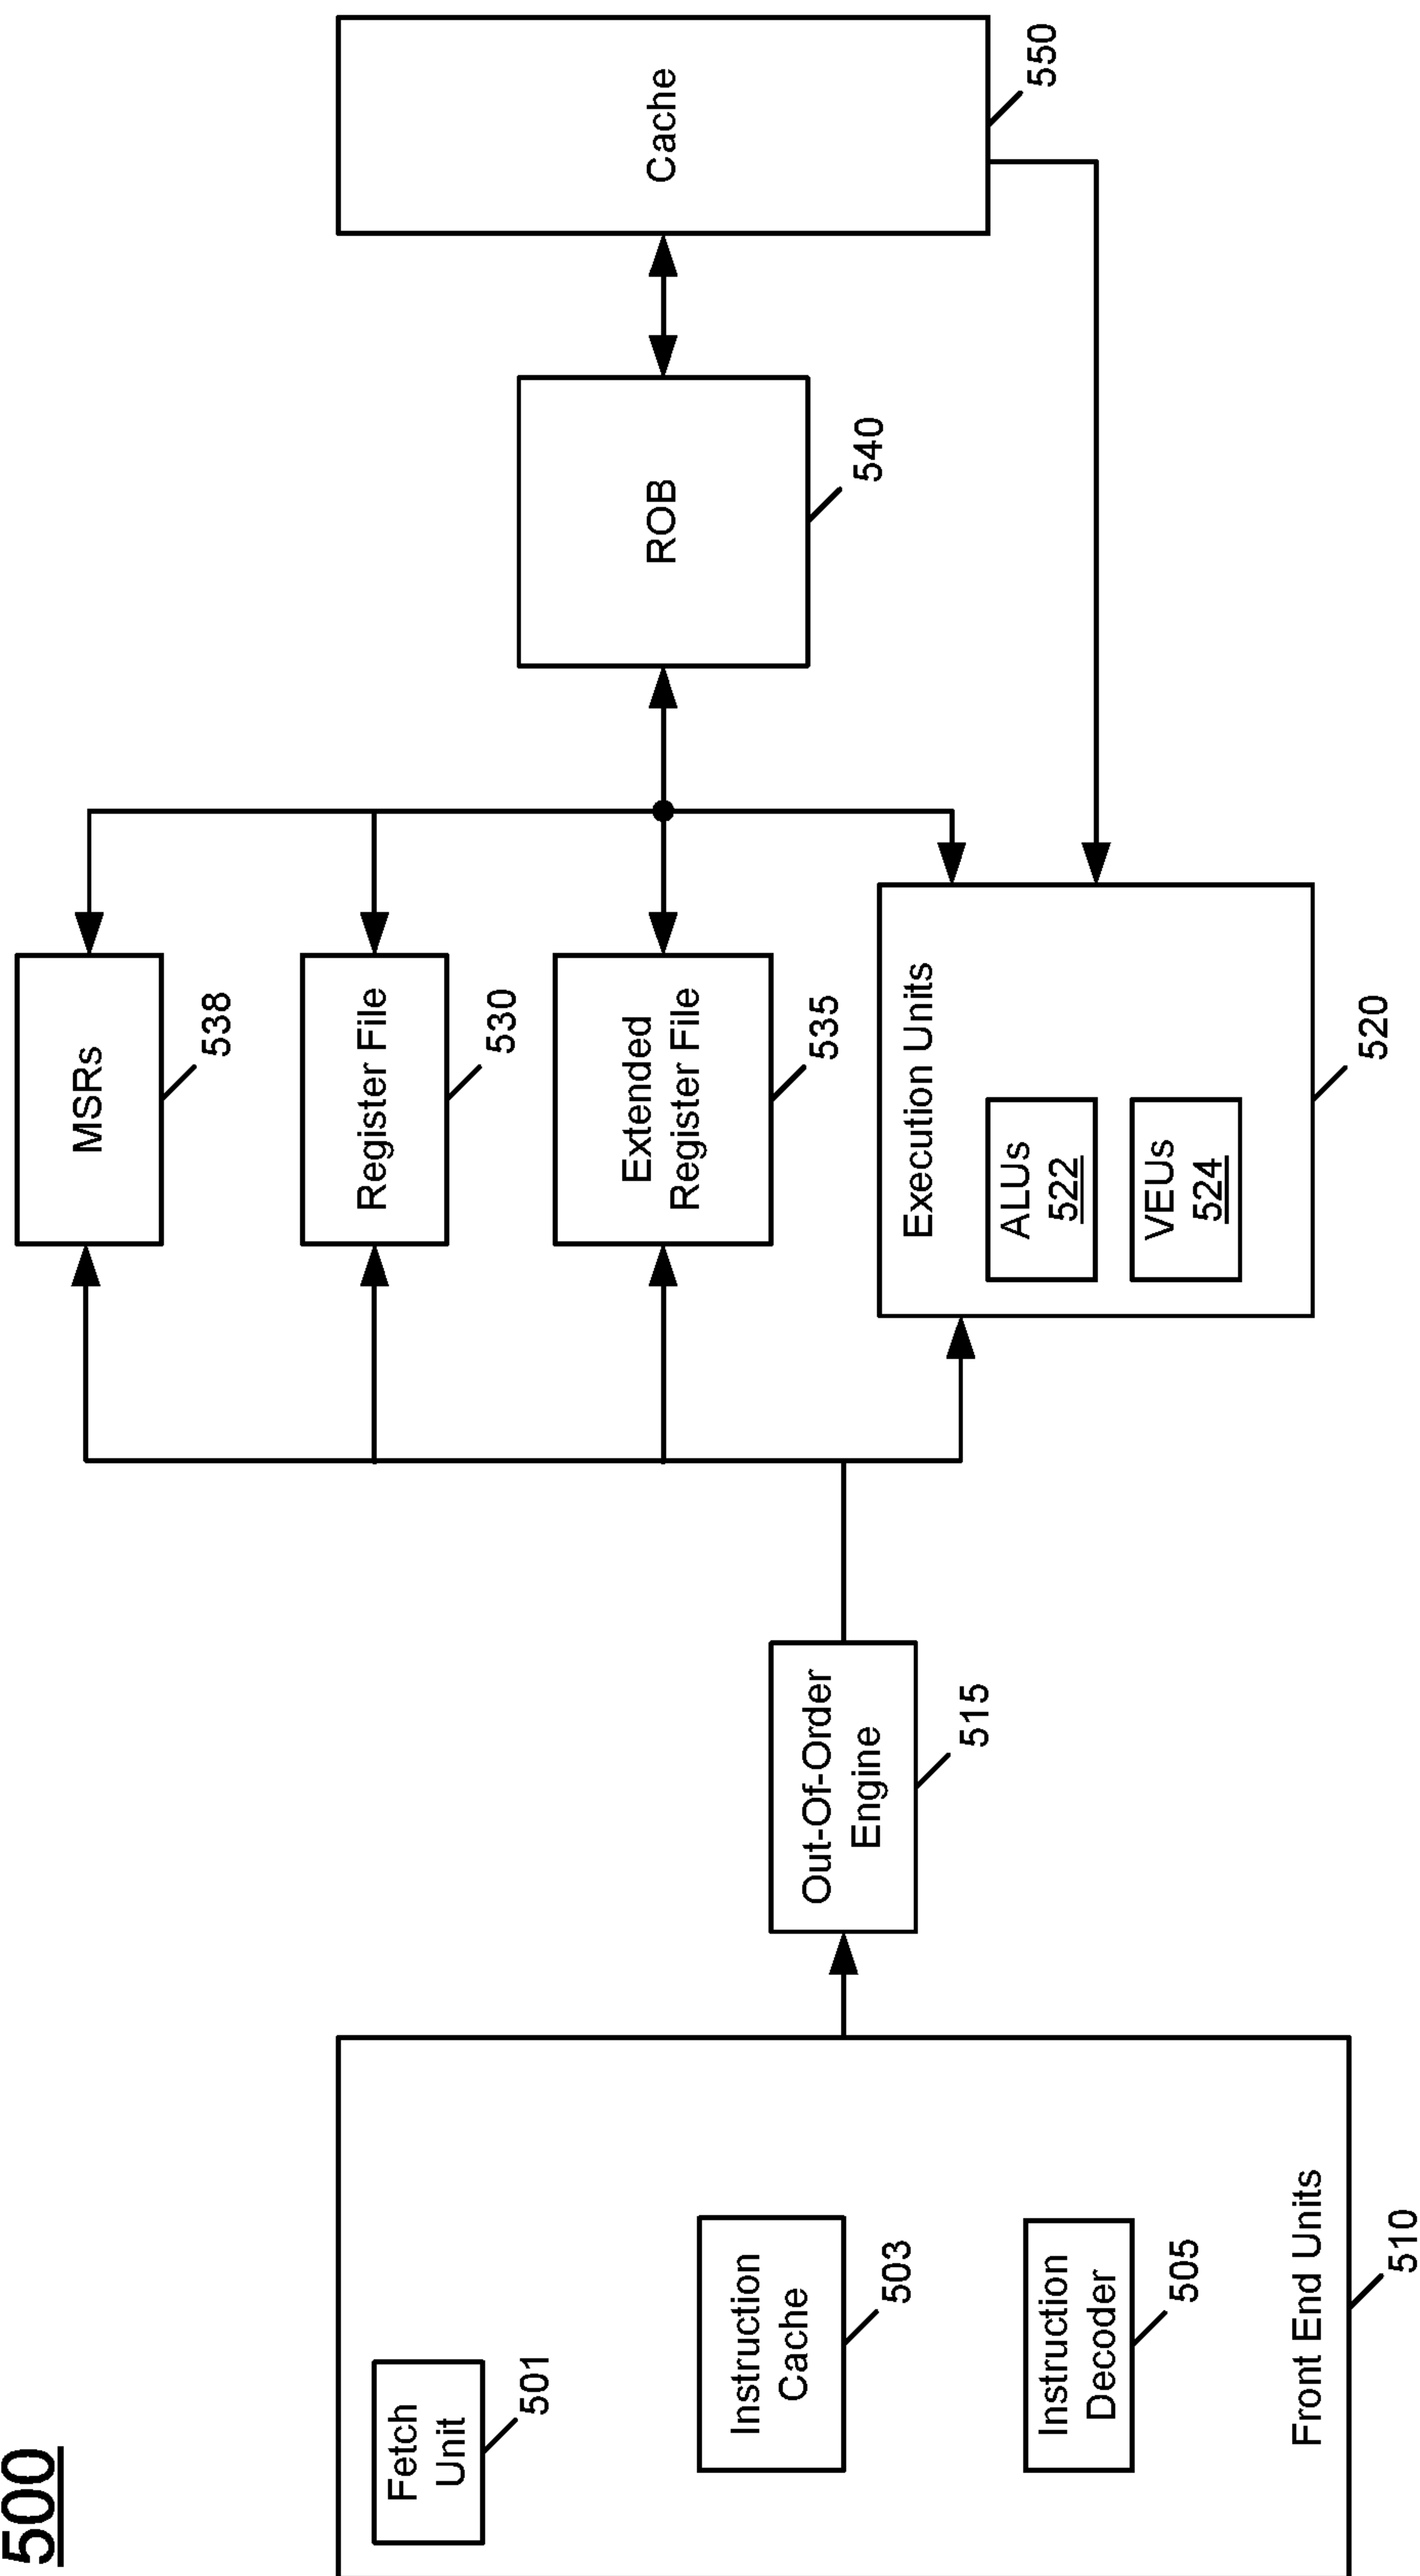 500
Fetch
Unit
501
Instruction
Cache
503
Instruction
Decoder
505
Front End Units
510
Out-Of-Order
Engine
515
MSRs
538
Register File
530
Extended
Register File
535
Execution Units
ALUs
522
VEUs
524
520
ROB
540
Cache
550